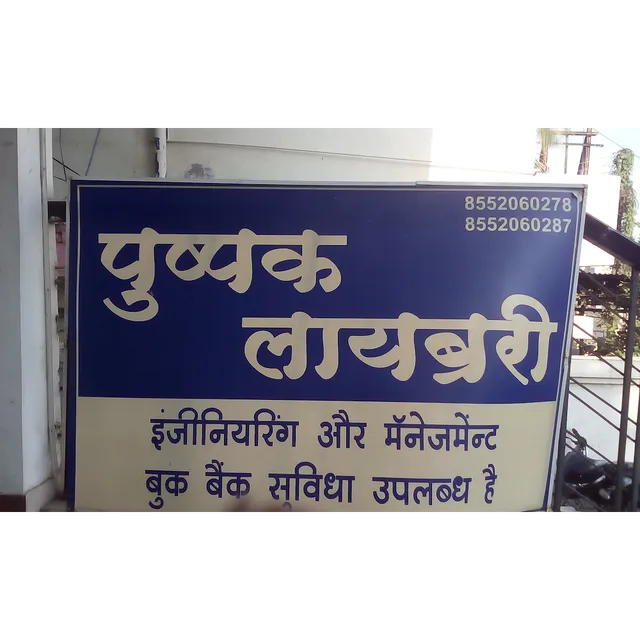 8552060278
8552060287
पुष्पक
लायब्ररी
इंजीनियरिंग और मॅनेजमेंन्ट
बुक बैंक सुविधा उपलब्ध है